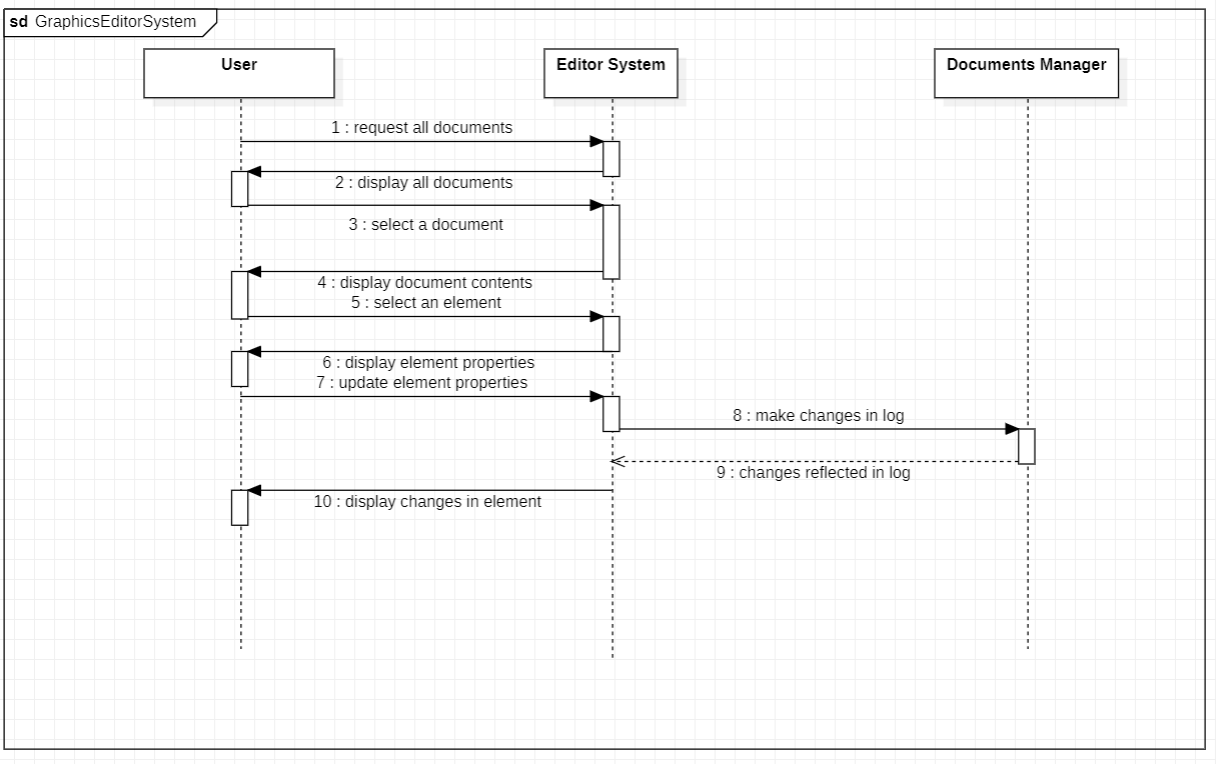 sd GraphicsEditorSystem
User
Editor System
Documents Manager
1 : request all documents
2 : display all documents
3 : select a document
4 : display document contents
5 : select an element
6 : display element properties
7 : update element properties
8 : make changes in log
9 : changes reflected in log
10 : display changes in element